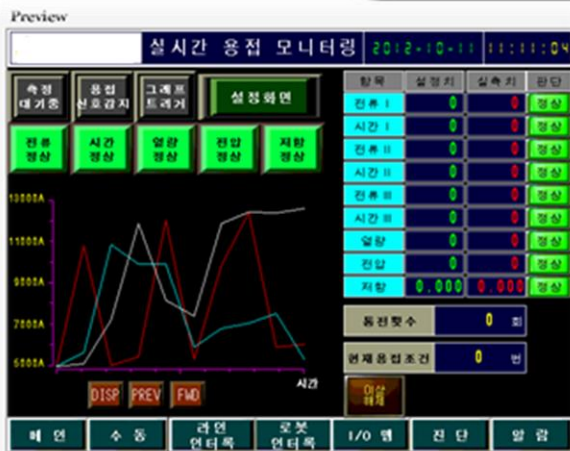 Preview
실시간 용접 모니터링 2012-10-11 11:11:04
측정
대기중
용접
신호감지
그래프
트리거
설정화면
전류
정상
시간
정상
열량
정상
전압
정상
저항
정상
항목 설정치 실측치 판단
전류 I 0 0 정상
시간 I 0 0 정상
전류 II 0 0 정상
시간 II 0 0 정상
전류 III 0 0 정상
시간 III 0 0 정상
열량 0 0 정상
전압 0 0 정상
저항 0.000 0.000 정상
13000A
11000A
9000A
7000A
5000A
시간
DISP PREV FWD
통전횟수 0 회
현재용접조건 0 번
이상
해제
메인 수동
라인
인터록
로봇
인터록
I/O 맵 진단 알람